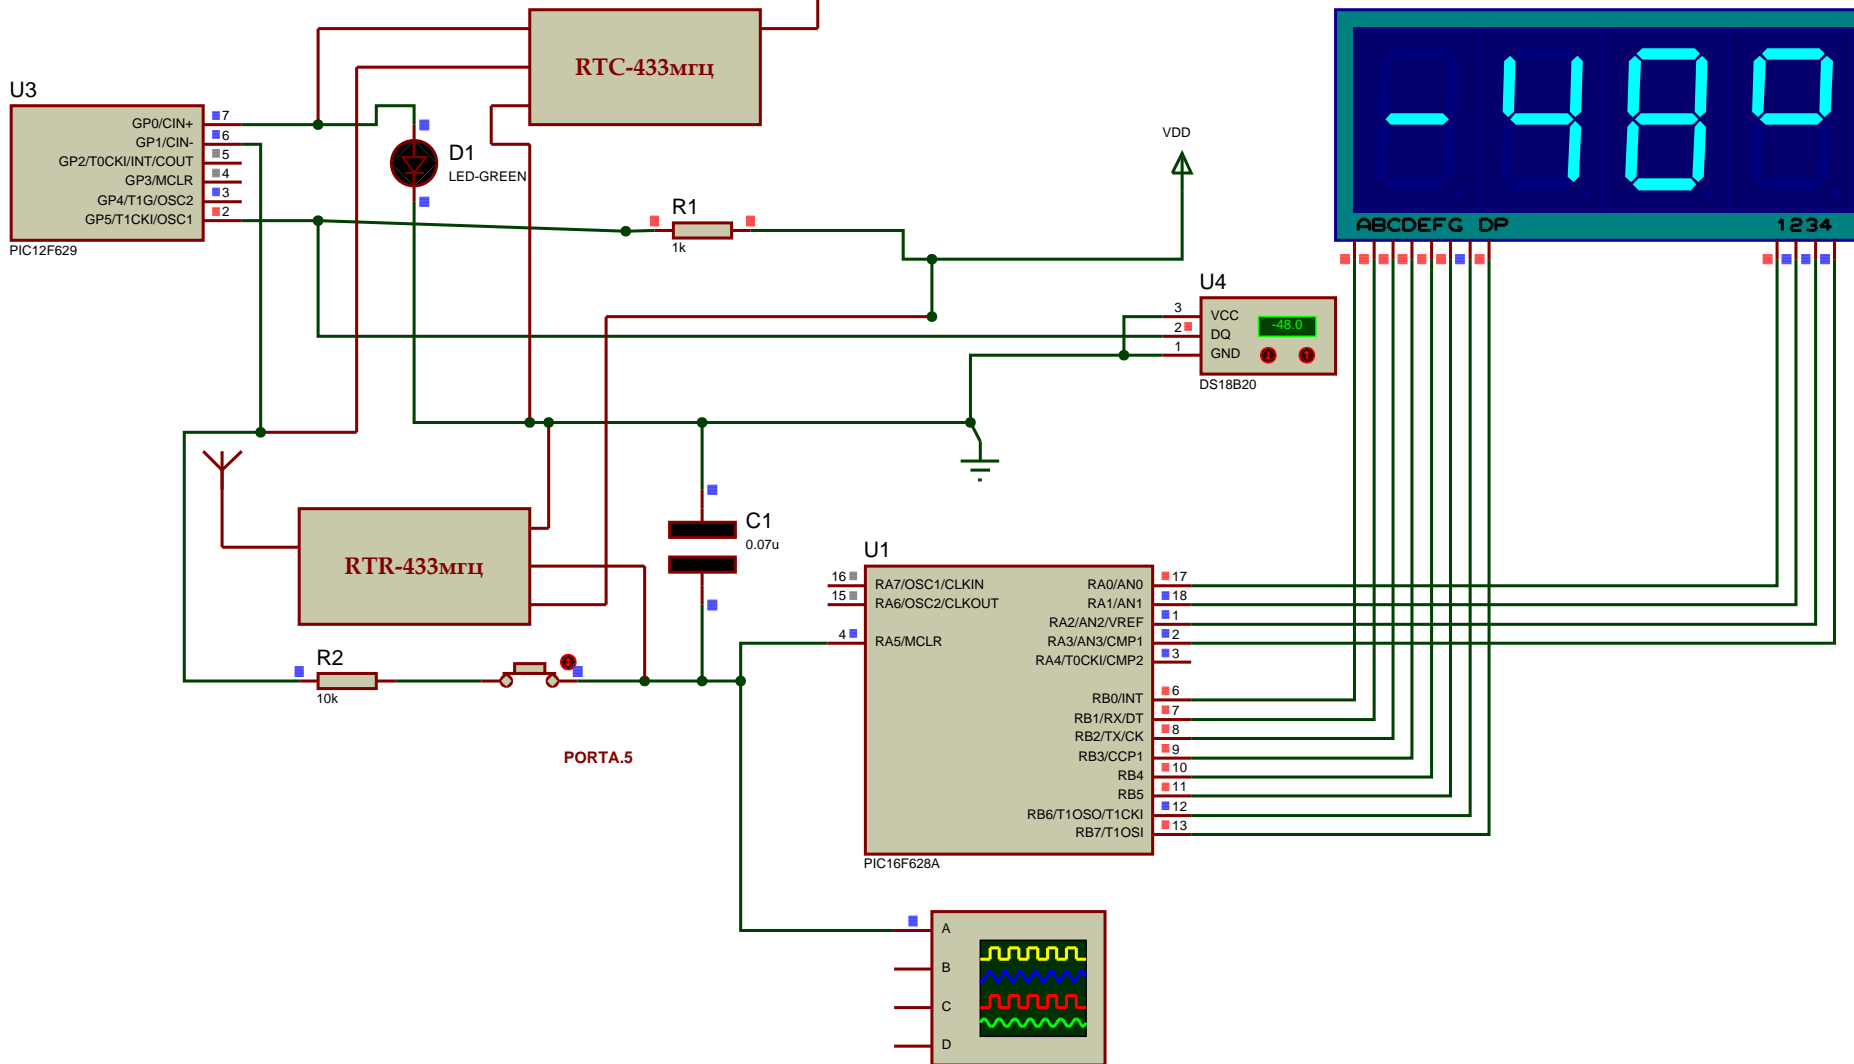 RTC-433мгц
U3
GP0/CIN+ 7
GP1/CIN- 6
GP2/T0CKI/INT/COUT 5
GP3/MCLR 4
GP4/T1G/OSC2 3
GP5/T1CKI/OSC1 2
PIC12F629
D1
LED-GREEN
R1
1k
VDD
-48°
ABCDEFG DP 1234
U4
3 VCC
2 DQ
1 GND
-48.0
DS18B20
RTR-433мгц
C1
0.07u
R2
10k
PORTA.5
U1
16 RA7/OSC1/CLKIN RA0/AN0 17
15 RA6/OSC2/CLKOUT RA1/AN1 18
RA2/AN2/VREF 1
4 RA5/MCLR RA3/AN3/CMP1 2
RA4/T0CKI/CMP2 3
RB0/INT 6
RB1/RX/DT 7
RB2/TX/CK 8
RB3/CCP1 9
RB4 10
RB5 11
RB6/T1OSO/T1CKI 12
RB7/T1OSI 13
PIC16F628A
A
B
C
D